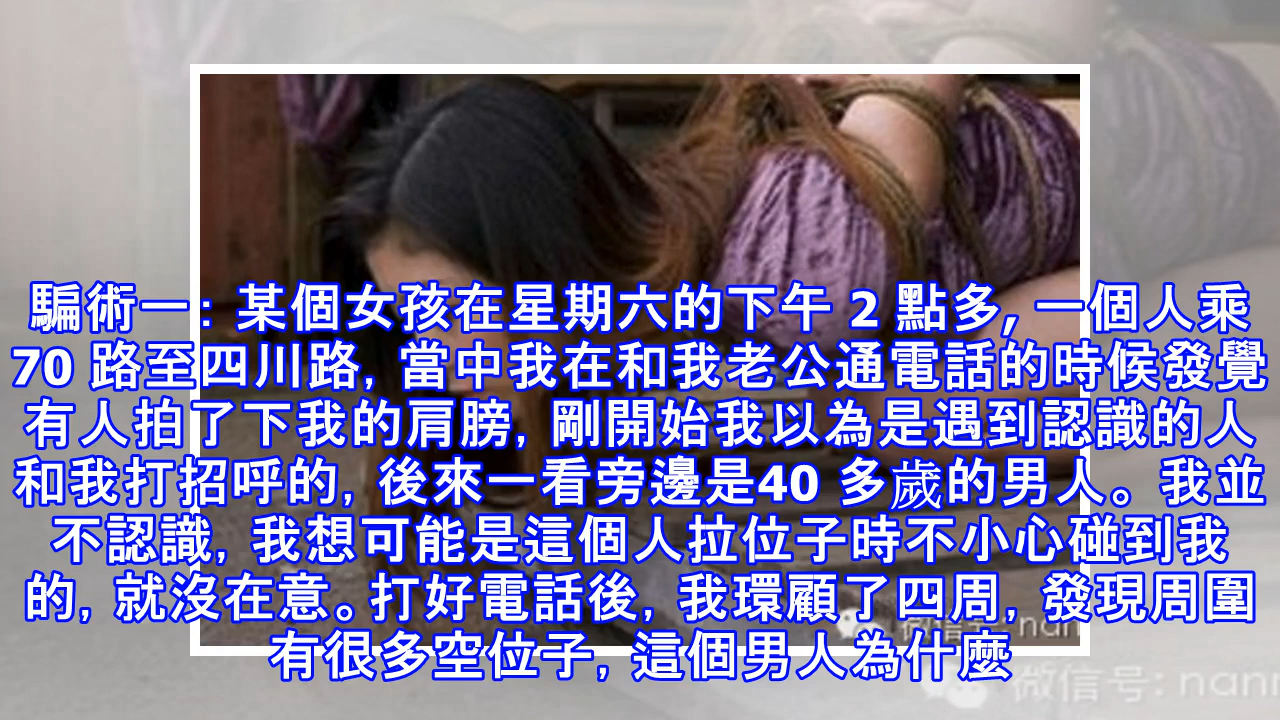 騙術一：某個女孩在星期六的下午 2 點多, 一個人乘
70 路至四川路, 當中我在和我老公通電話的時候發覺
有人拍了下我的肩膀, 剛開始我以為是遇到認識的人
和我打招呼的, 後來一看旁邊是40 多歲的男人。我並
不認識, 我想可能是這個人拉位子時不小心碰到我
的, 就沒在意。打好電話後, 我環顧了四周, 發現周圍
有很多空位子, 這個男人為什麼
微信号: nan
微信号: nann